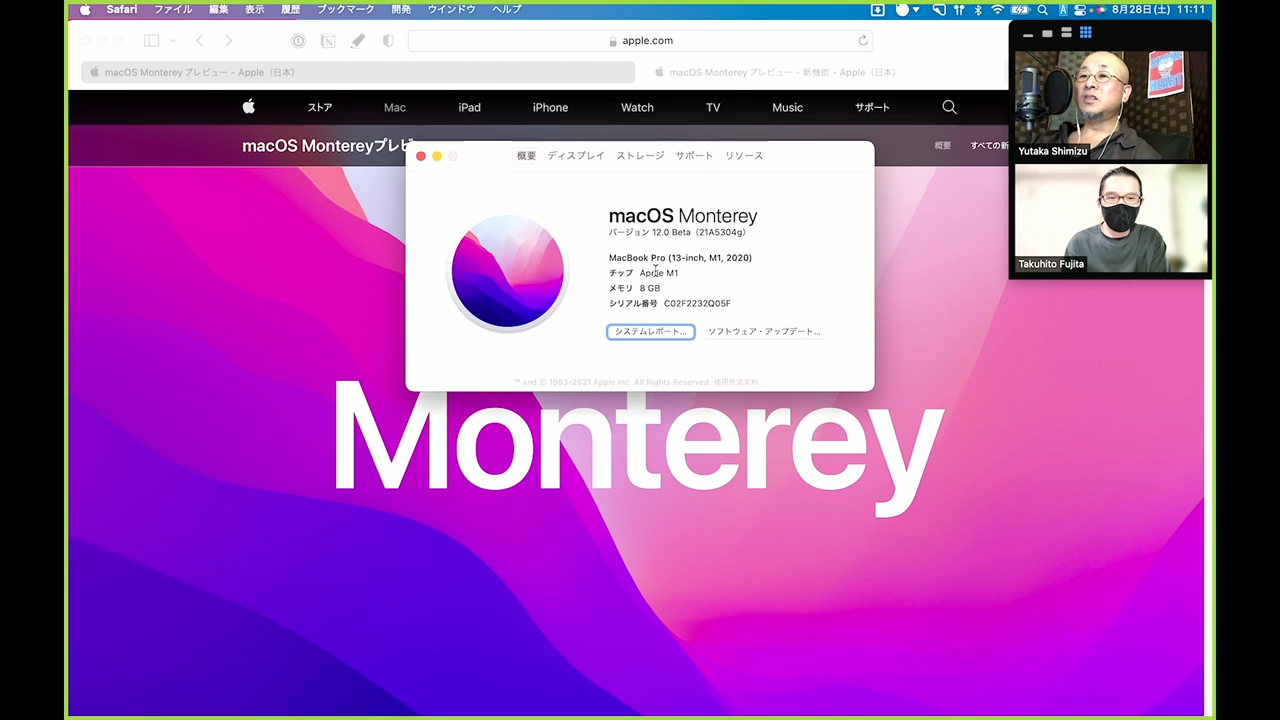 Safari ファイル 編集 表示 履歴 ブックマーク 開発 ウインドウ ヘルプ
A 8月28日(土) 11:11
apple.com
macOS Monterey プレビュー - Apple（日本）
macOS Monterey プレビュー - 新機能 - Apple（日本）
ストア Mac iPad iPhone Watch TV Music サポート
macOS Montereyプレビ
概要 すべての新
概要 ディスプレイ ストレージ サポート リソース
macOS Monterey
バージョン 12.0 Beta（21A5304g）
MacBook Pro (13-inch, M1, 2020)
チップ Apple M1
メモリ 8 GB
シリアル番号 C02F2232Q05F
システムレポート... ソフトウェア・アップデート...
™ and © 1983-2021 Apple Inc. All Rights Reserved. 使用許諾契約
Monterey
Yutaka Shimizu
Takuhito Fujita